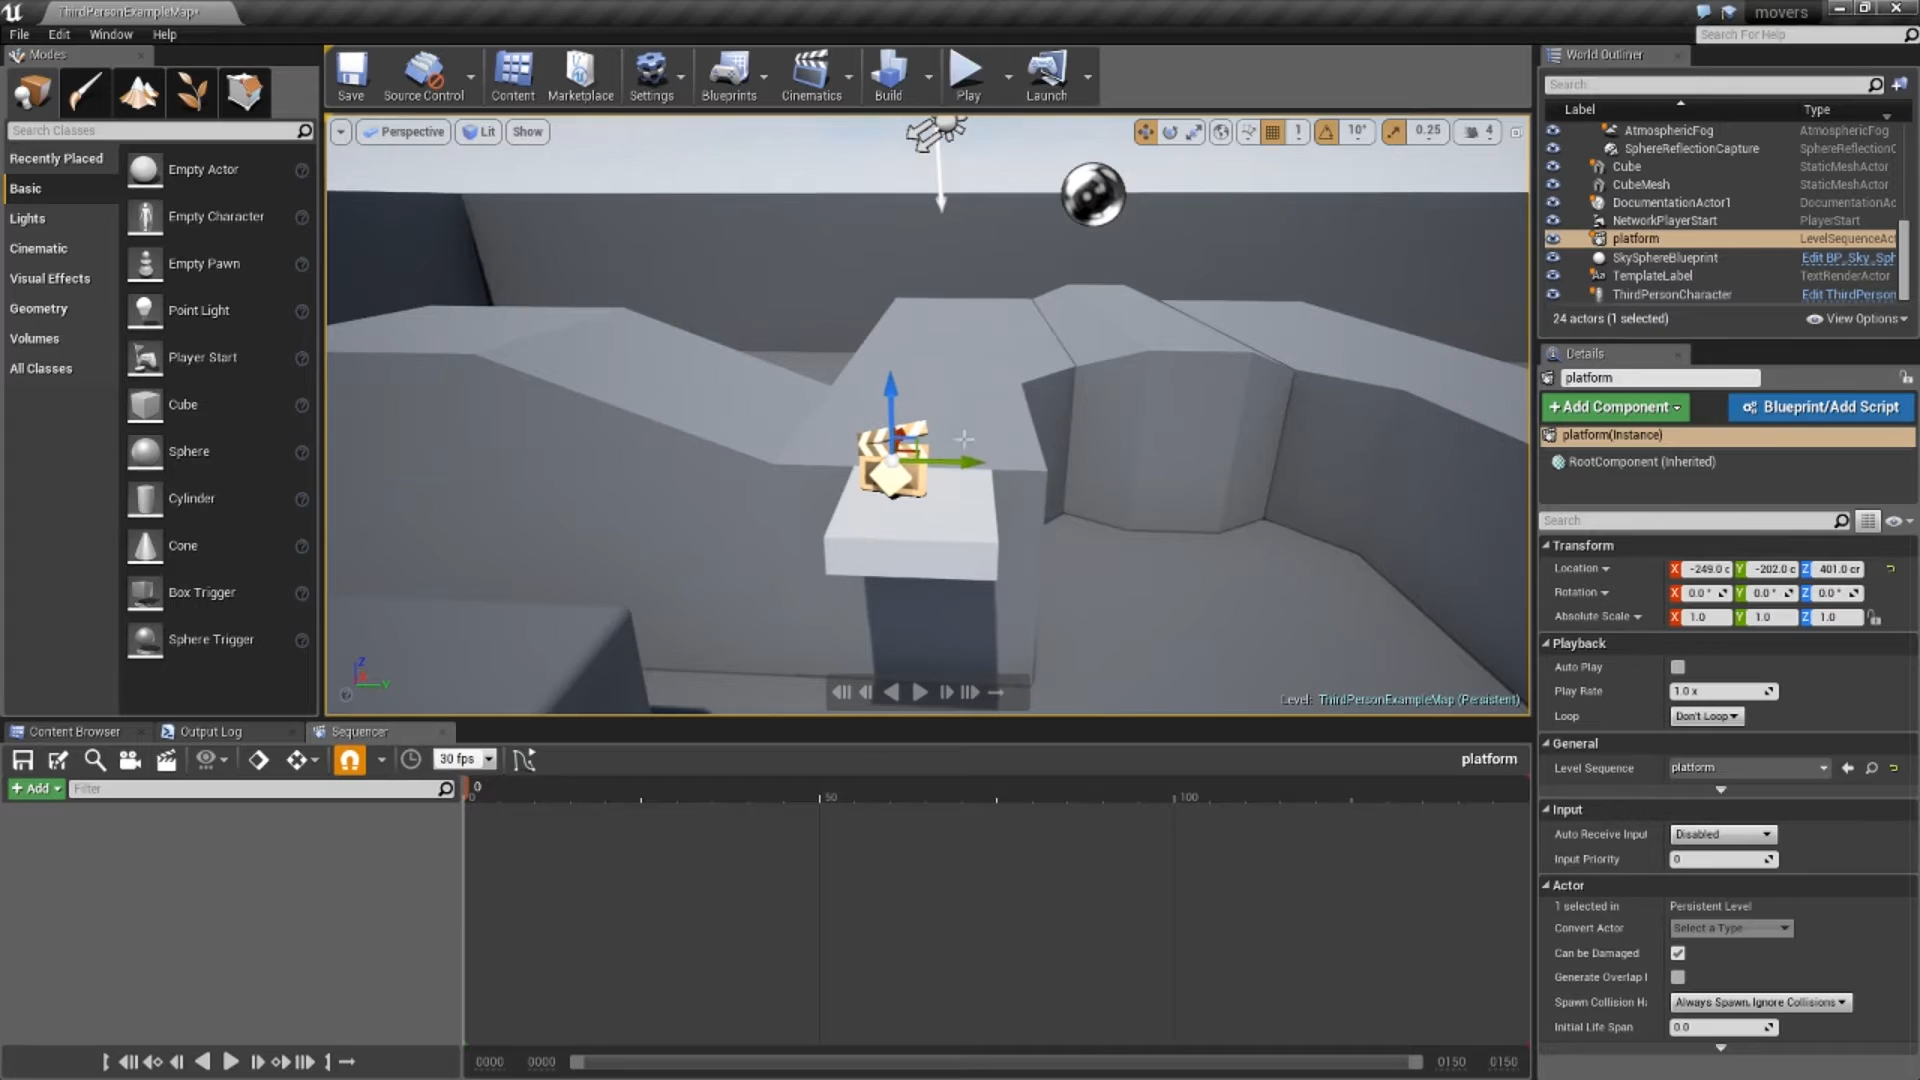 ThirdPersonExampleMap*
movers
File Edit Window Help
Search For Help
Modes
Search Classes
Recently Placed
Basic
Lights
Cinematic
Visual Effects
Geometry
Volumes
All Classes
Empty Actor
Empty Character
Empty Pawn
Point Light
Player Start
Cube
Sphere
Cylinder
Cone
Box Trigger
Sphere Trigger
Save
Source Control
Content
Marketplace
Settings
Blueprints
Cinematics
Build
Play
Launch
Perspective
Lit
Show
1
10°
0.25
4
Z
Y
Level: ThirdPersonExampleMap (Persistent)
World Outliner
Search
Label Type
AtmosphericFog AtmosphericFog
SphereReflectionCapture SphereReflectionC
Cube StaticMeshActor
CubeMesh StaticMeshActor
DocumentationActor1 DocumentationAc
NetworkPlayerStart PlayerStart
platform LevelSequenceAct
SkySphereBlueprint Edit BP_Sky_Sph
TemplateLabel TextRenderActor
ThirdPersonCharacter Edit ThirdPerson
24 actors (1 selected) View Options
Details
platform
+ Add Component Blueprint/Add Script
platform(Instance)
RootComponent (Inherited)
Search
Transform
Location X -249.0 c Y -202.0 c Z 401.0 cr
Rotation X 0.0 ° Y 0.0 ° Z 0.0 °
Absolute Scale X 1.0 Y 1.0 Z 1.0
Playback
Auto Play
Play Rate 1.0 x
Loop Don't Loop
General
Level Sequence platform
Input
Auto Receive Input Disabled
Input Priority 0
Actor
1 selected in Persistent Level
Convert Actor Select a Type
Can be Damaged
Generate Overlap I
Spawn Collision Hi Always Spawn, Ignore Collisions
Initial Life Span 0.0
Content Browser Output Log Sequencer
30 fps
platform
+ Add Filter
0
0 50 100
0000 0000 0150 0150